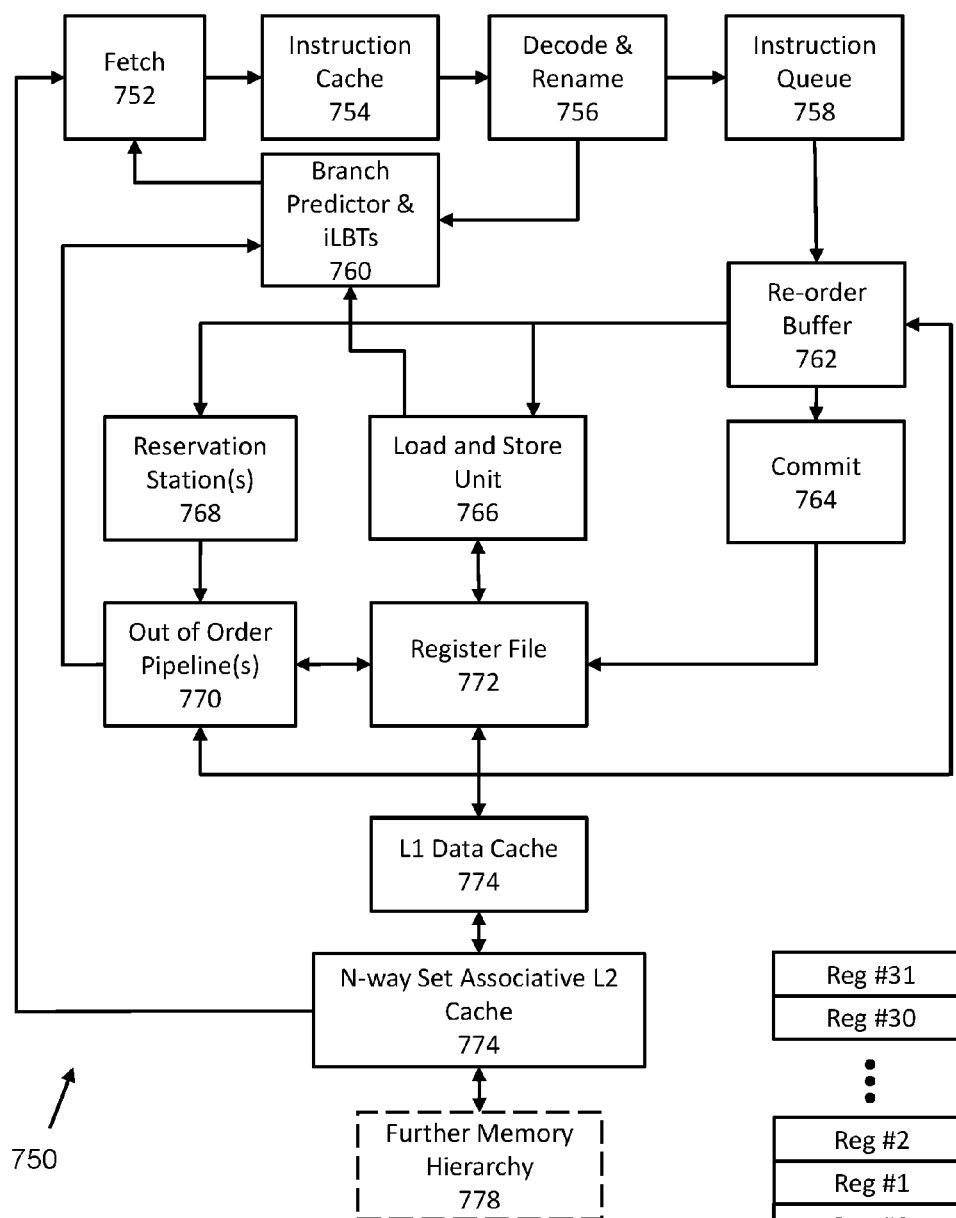 Fetch
752
Instruction
Cache
754
Decode &
Rename
756
Instruction
Queue
758
Branch
Predictor &
iLBTs
760
Re-order
Buffer
762
Reservation
Station(s)
768
Load and Store
Unit
766
Commit
764
Out of Order
Pipeline(s)
770
Register File
772
L1 Data Cache
774
N-way Set Associative L2
Cache
774
Further Memory
Hierarchy
778
750
Reg #31
Reg #30
Reg #2
Reg #1